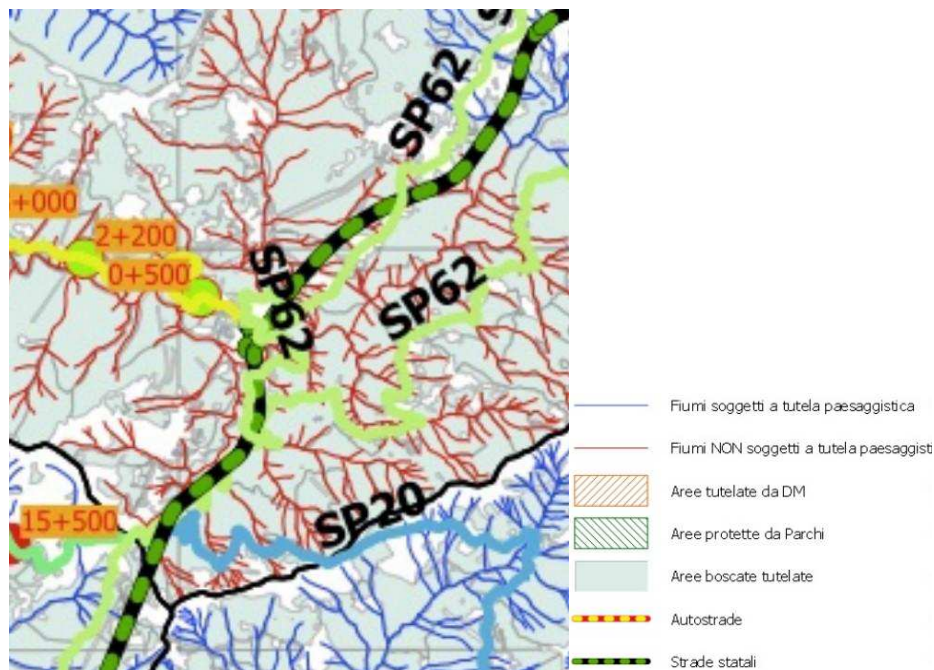 SP62
+000
2+200
0+500
SP62
SP62
15+500
SP20
Fiumi soggetti a tutela paesaggistica
Fiumi NON soggetti a tutela paesaggisti
Aree tutelate da DM
Aree protette da Parchi
Aree boscate tutelate
Autostrade
Strade statali